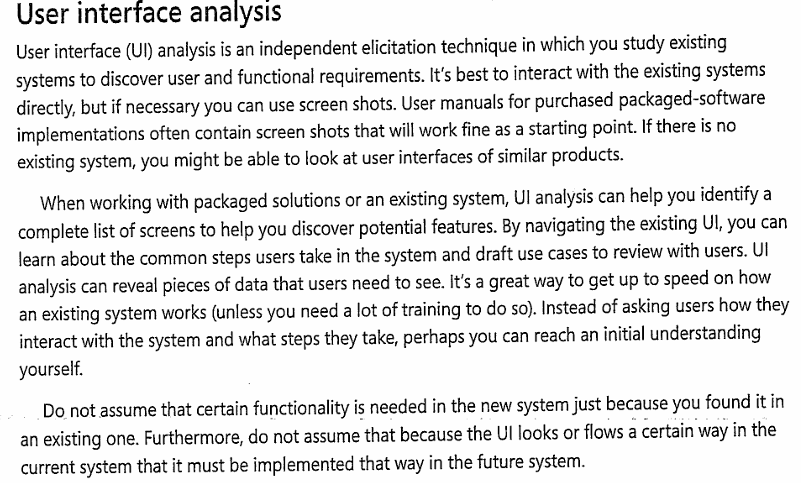 User interface analysis
User interface (UI) analysis is an independent elicitation technique in which you study existing
systems to discover user and functional requirements. It's best to interact with the existing systems
directly, but if necessary you can use screen shots. User manuals for purchased packaged-software
implementations often contain screen shots that will work fine as a starting point. If there is no
existing system, you might be able to look at user interfaces of similar products.
When working with packaged solutions or an existing system, UI analysis can help you identify a
complete list of screens to help you discover potential features. By navigating the existing UI, you can
learn about the common steps users take in the system and draft use cases to review with users. UI
analysis can reveal pieces of data that users need to see. It's a great way to get up to speed on how
an existing system works (unless you need a lot of training to do so). Instead of asking users how they
interact with the system and what steps they take, perhaps you can reach an initial understanding
yourself.
Do not assume that certain functionality is needed in the new system just because you found it in
an existing one. Furthermore, do not assume that because the UI looks or flows a certain way in the
current system that it must be implemented that way in the future system.